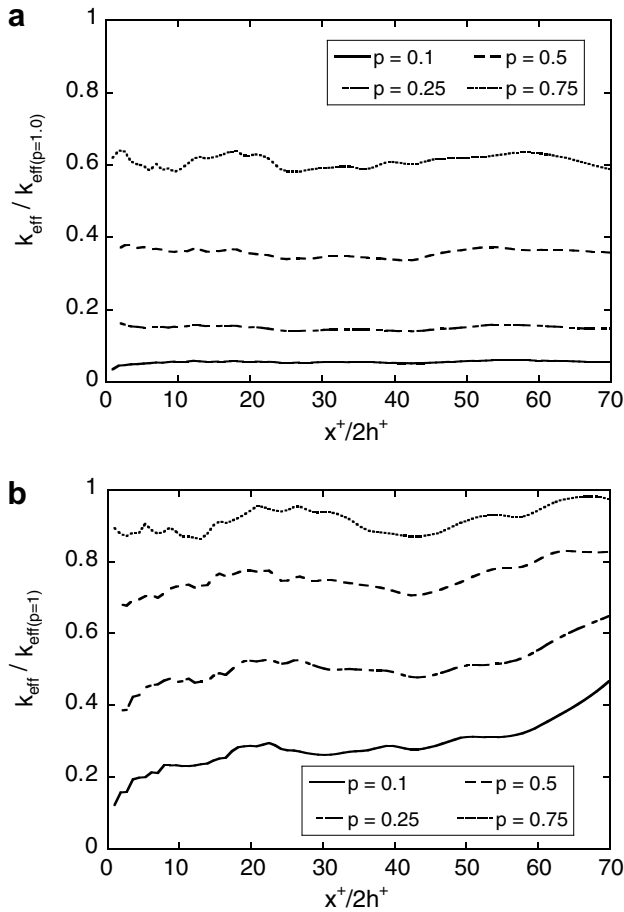 a
1
0.8
0.6
0.4
0.2
0
k_eff / k_eff(p=1.0)
p = 0.1 p = 0.5
p = 0.25 p = 0.75
0 10 20 30 40 50 60 70
x⁺/2h⁺
b
1
0.8
0.6
0.4
0.2
0
k_eff / k_eff(p=1)
p = 0.1 p = 0.5
p = 0.25 p = 0.75
0 10 20 30 40 50 60 70
x⁺/2h⁺